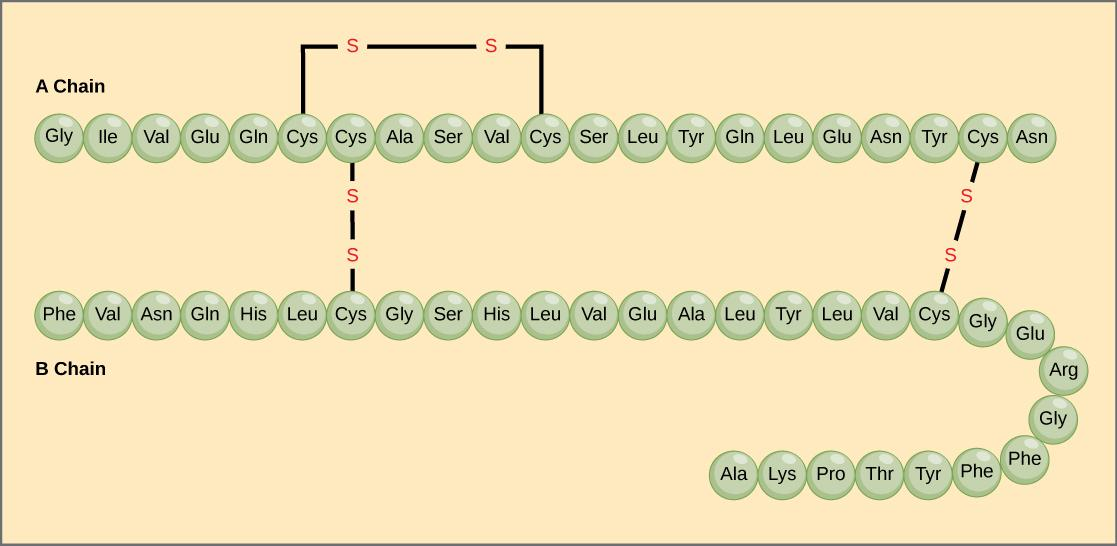 S S
A Chain
Gly Ile Val Glu Gln Cys Cys Ala Ser Val Cys Ser Leu Tyr Gln Leu Glu Asn Tyr Cys Asn
S S
S S
Phe Val Asn Gln His Leu Cys Gly Ser His Leu Val Glu Ala Leu Tyr Leu Val Cys Gly Glu
B Chain
Arg
Gly
Ala Lys Pro Thr Tyr Phe Phe